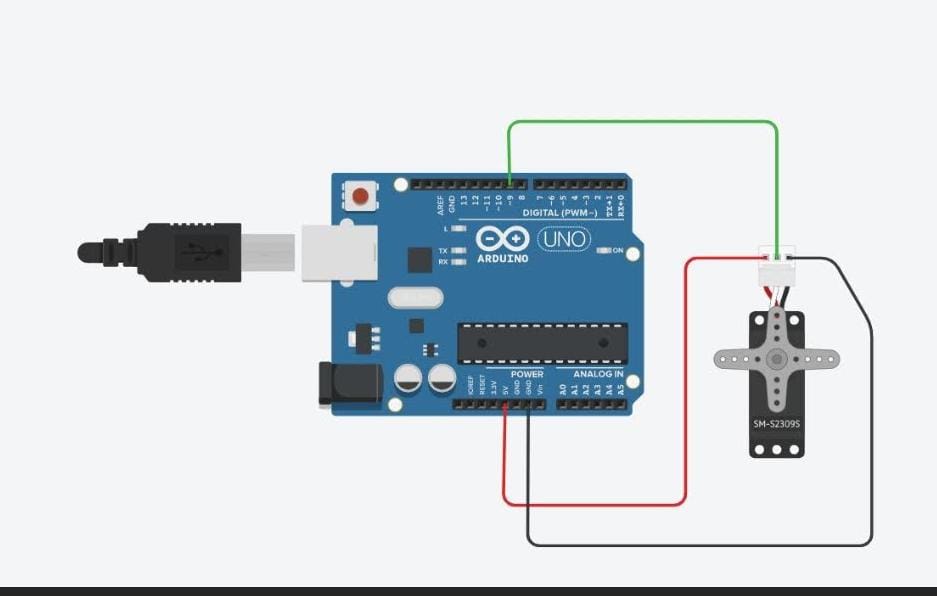 AREF
GND
13
12
~11
~10
~9
8
7
~6
~5
4
~3
2
TX→1
RX←0
DIGITAL (PWM~)
L
TX
RX
ARDUINO
UNO
ON
POWER
ANALOG IN
IOREF
RESET
3.3V
5V
GND
GND
Vin
A0
A1
A2
A3
A4
A5
SM-S2309S